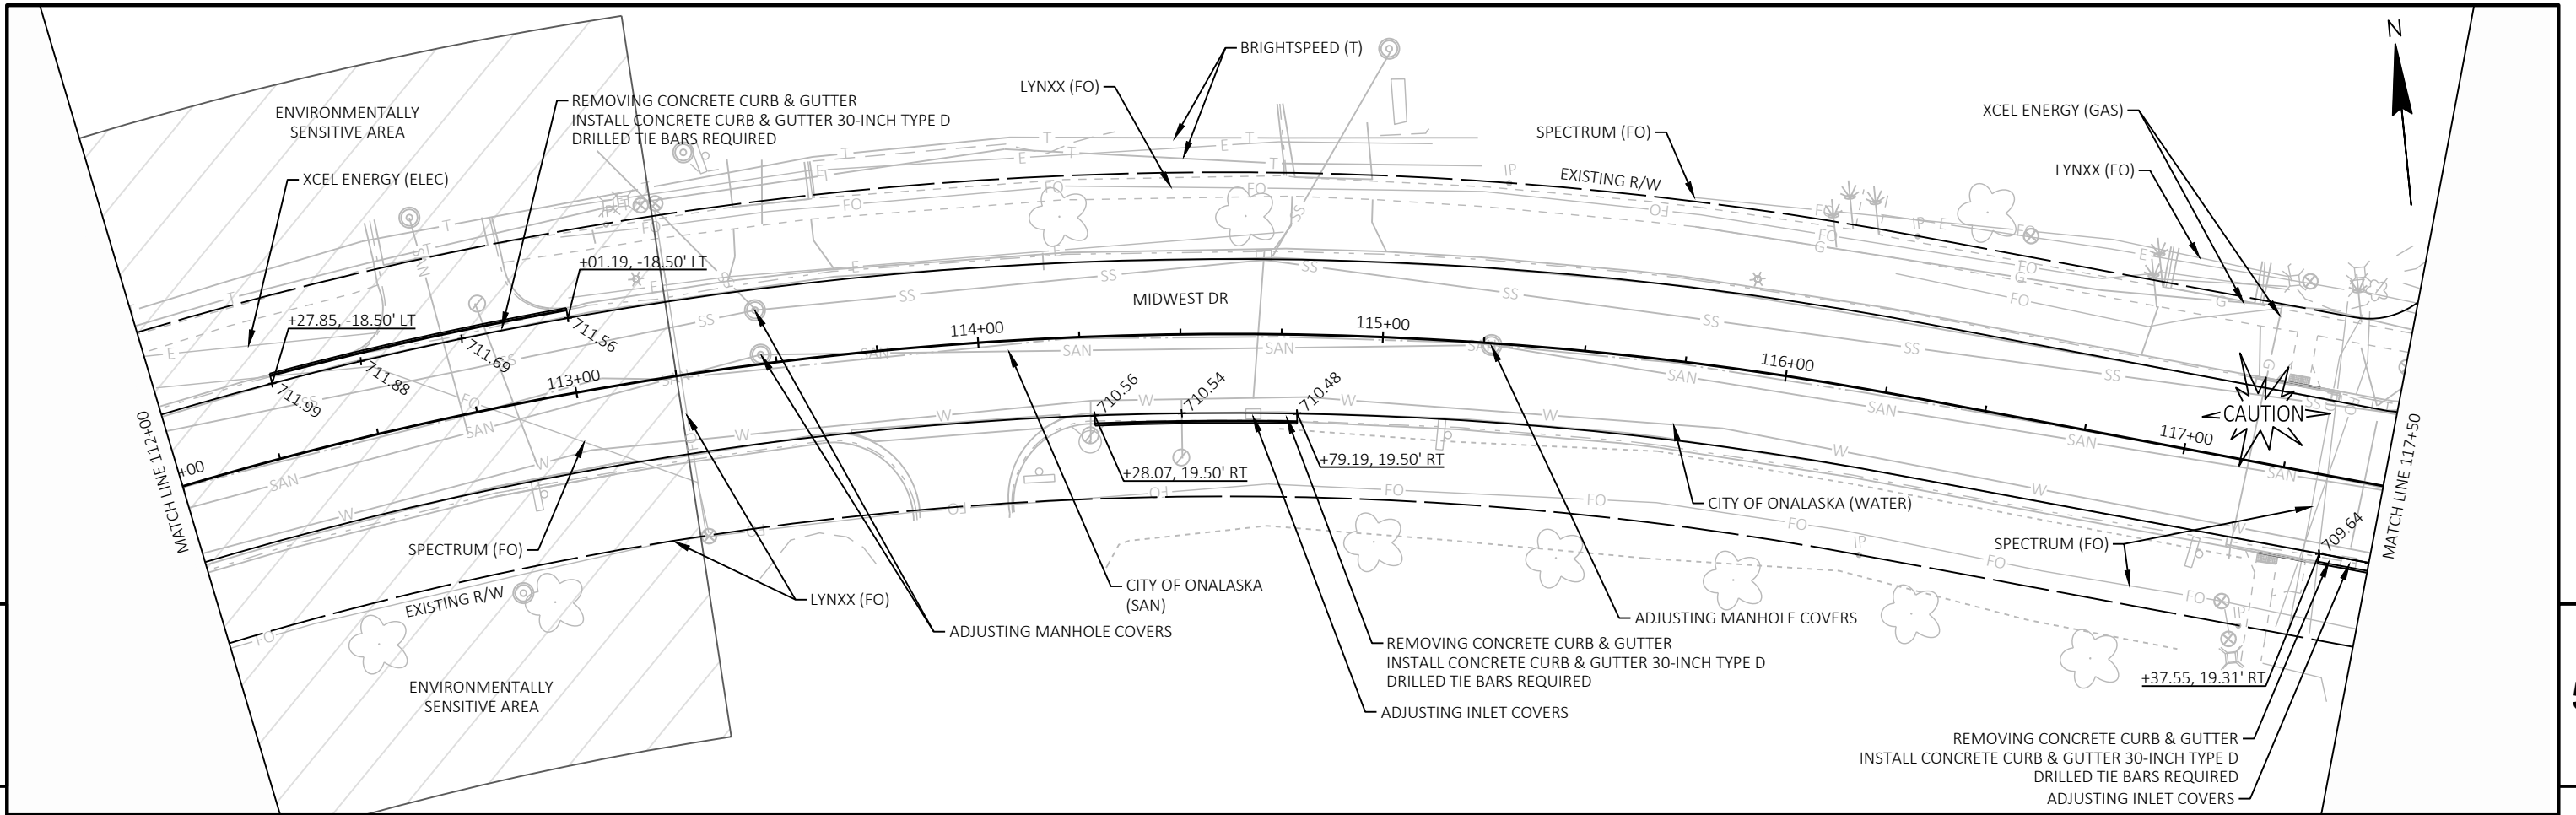 BRIGHTSPEED (T)
N
LYNXX (FO)
REMOVING CONCRETE CURB & GUTTER
INSTALL CONCRETE CURB & GUTTER 30-INCH TYPE D
DRILLED TIE BARS REQUIRED
ENVIRONMENTALLY
SENSITIVE AREA
SPECTRUM (FO)
XCEL ENERGY (GAS)
LYNXX (FO)
XCEL ENERGY (ELEC)
EXISTING R/W
+01.19, -18.50' LT
+27.85, -18.50' LT
MIDWEST DR
711.99
711.88
711.69
711.56
MATCH LINE 112+00
+00
113+00
114+00
115+00
116+00
117+00
CAUTION
MATCH LINE 117+50
710.56
710.54
710.48
+28.07, 19.50' RT
+79.19, 19.50' RT
CITY OF ONALASKA (WATER)
SPECTRUM (FO)
SPECTRUM (FO)
709.64
EXISTING R/W
LYNXX (FO)
CITY OF ONALASKA
(SAN)
ADJUSTING MANHOLE COVERS
ADJUSTING MANHOLE COVERS
REMOVING CONCRETE CURB & GUTTER
INSTALL CONCRETE CURB & GUTTER 30-INCH TYPE D
DRILLED TIE BARS REQUIRED
ADJUSTING INLET COVERS
ENVIRONMENTALLY
SENSITIVE AREA
+37.55, 19.31' RT
REMOVING CONCRETE CURB & GUTTER
INSTALL CONCRETE CURB & GUTTER 30-INCH TYPE D
DRILLED TIE BARS REQUIRED
ADJUSTING INLET COVERS